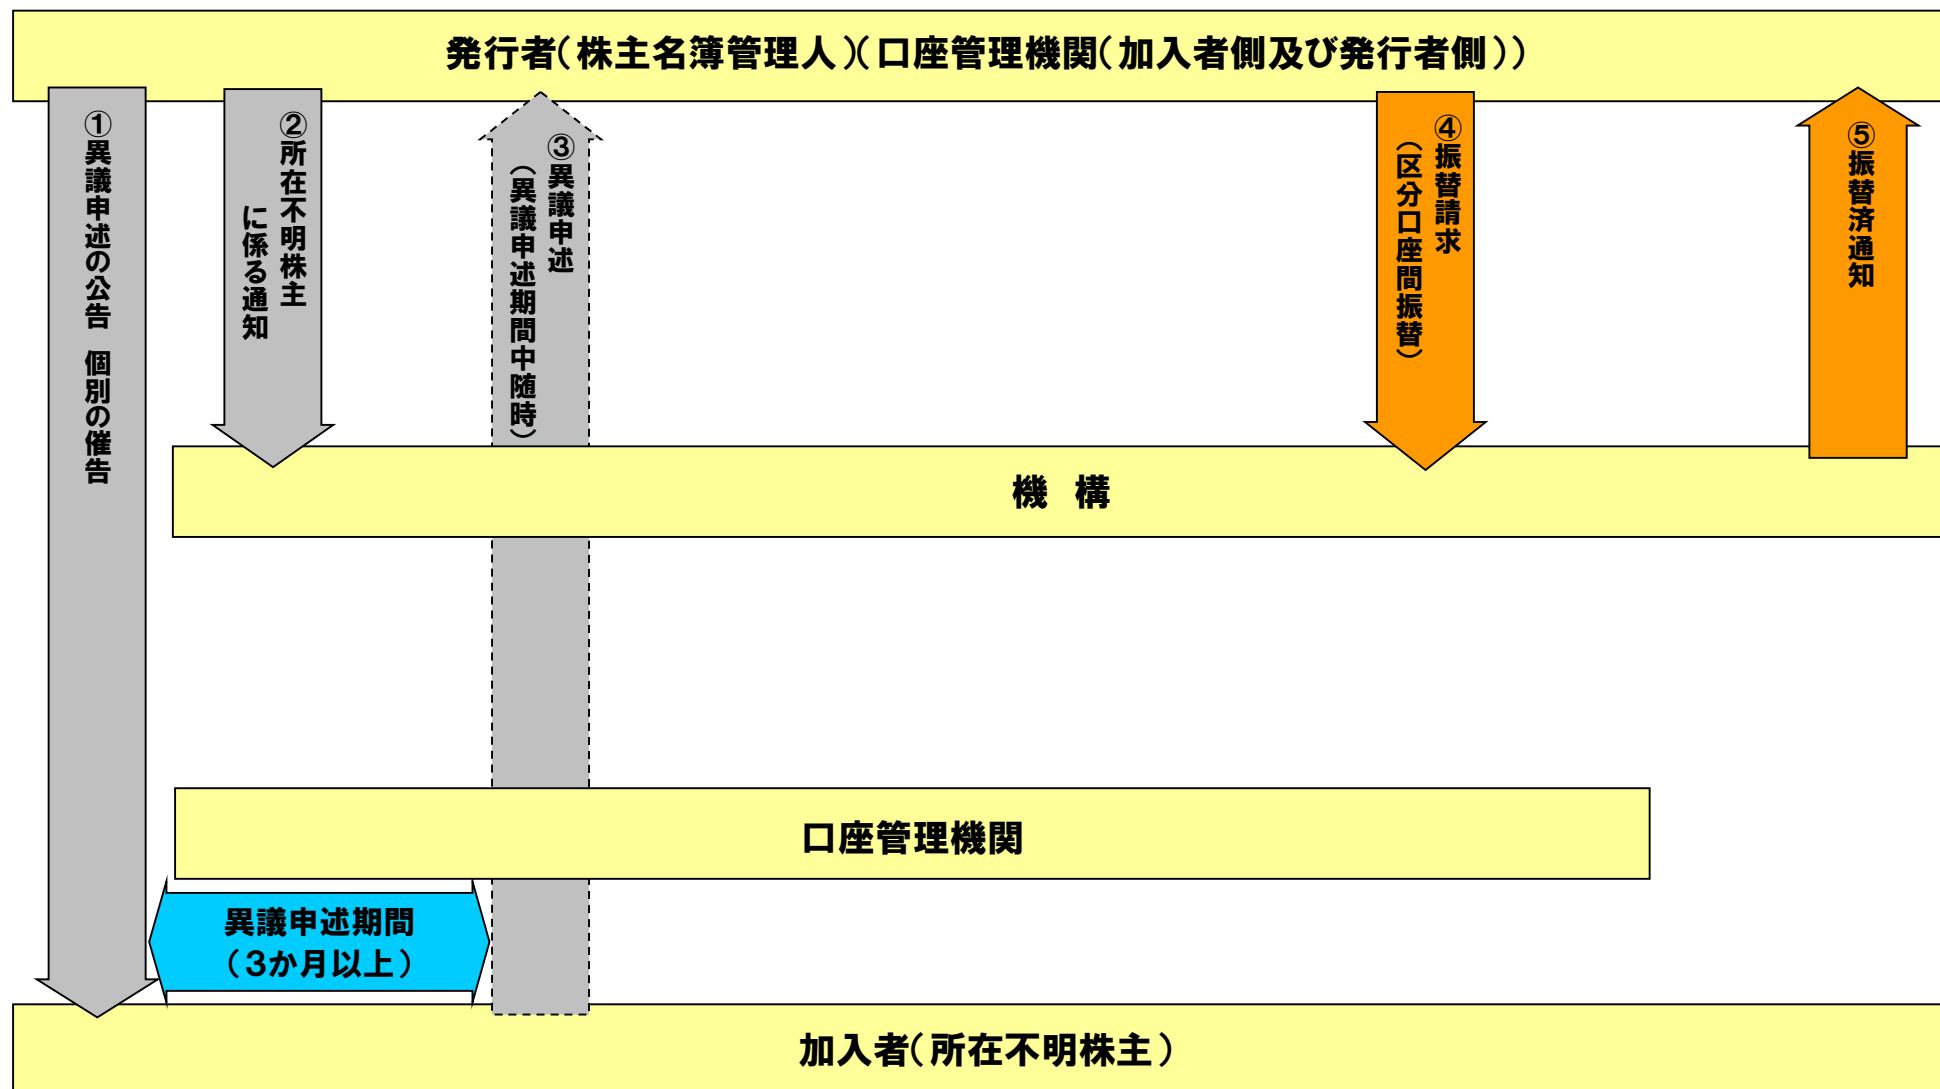 発行者(株主名簿管理人)(口座管理機関(加入者側及び発行者側))
①異議申述の公告 個別の催告
②所在不明株主
に係る通知
③異議申述
(異議申述期間中随時)
④振替請求
(区分口座間振替)
⑤振替済通知
機 構
口座管理機関
異議申述期間
(3か月以上)
加入者(所在不明株主)